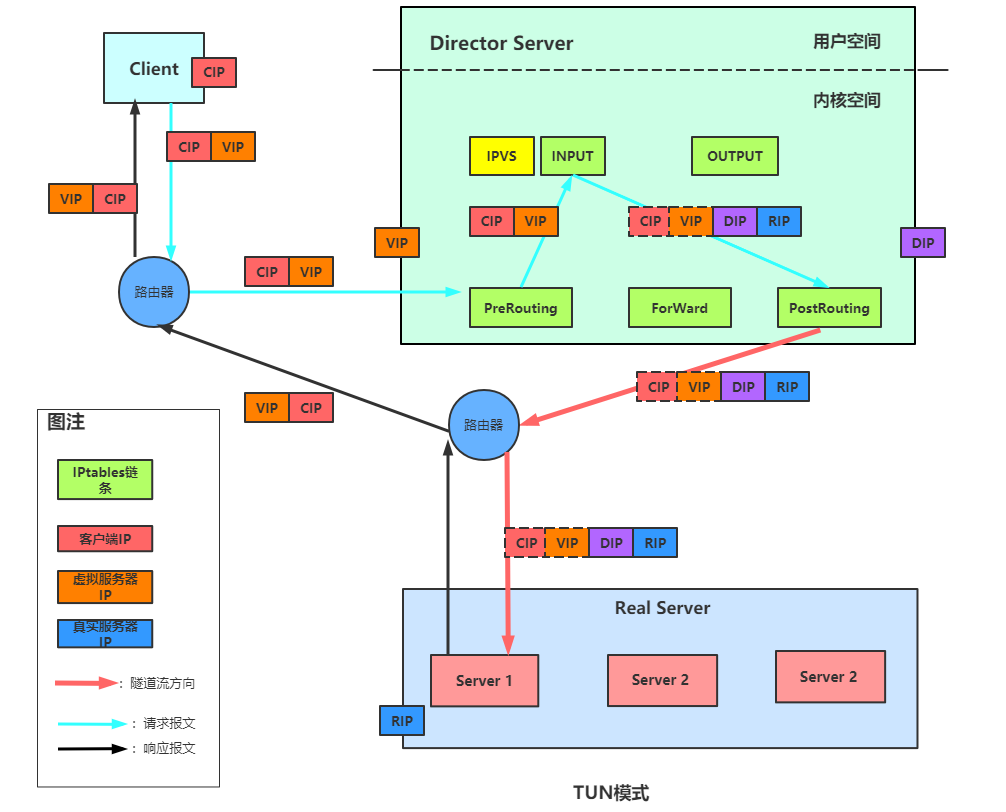 Director Server
用户空间
Client
CIP
内核空间
CIP VIP
IPVS
INPUT
OUTPUT
VIP CIP
CIP VIP
CIP VIP DIP RIP
VIP
DIP
CIP VIP
路由器
PreRouting
ForWard
PostRouting
CIP VIP DIP RIP
VIP CIP
路由器
图注
IPtables链
条
客户端IP
虚拟服务器
IP
真实服务器
IP
：隧道流方向
：请求报文
：响应报文
CIP VIP DIP RIP
Real Server
Server 1
Server 2
Server 2
RIP
TUN模式